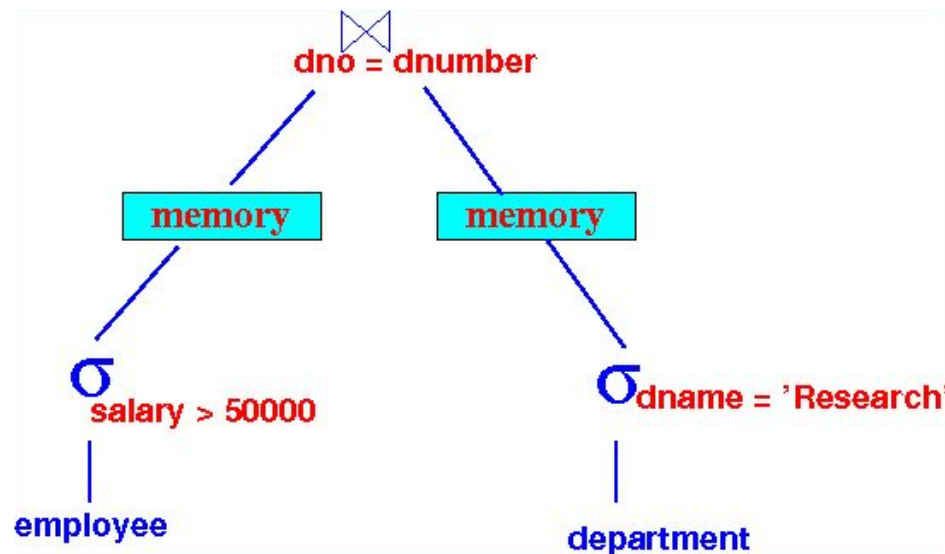 ⋈
dno = dnumber
memory memory
σ salary > 50000 σ dname = 'Research'
employee department